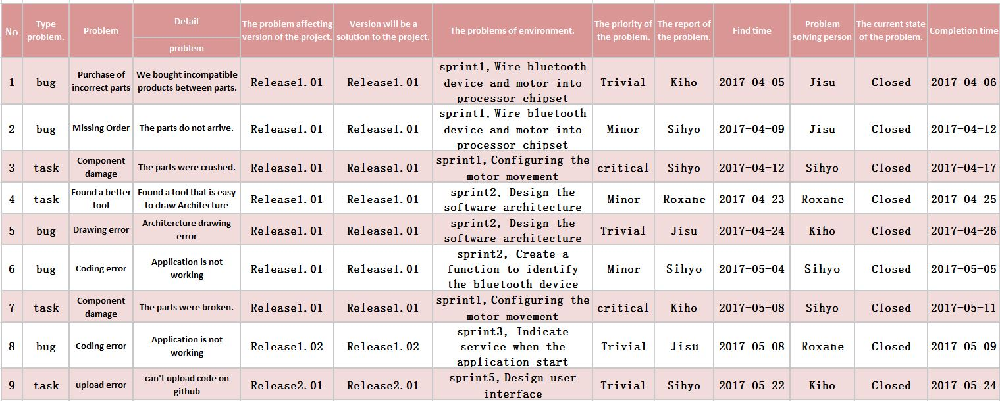 No
Type problem.
Problem
Detail
problem
The problem affecting version of the project.
Version will be a solution to the project.
The problems of environment.
The priority of the problem.
The report of the problem.
Find time
Problem solving person
The current state of the problem.
Completion time
1
bug
Purchase of incorrect parts
We bought incompatible products between parts.
Release1.01
Release1.01
sprint1, Wire bluetooth device and motor into processor chipset
Trivial
Kiho
2017-04-05
Jisu
Closed
2017-04-06
2
bug
Missing Order
The parts do not arrive.
Release1.01
Release1.01
sprint1, Wire bluetooth device and motor into processor chipset
Minor
Sihyo
2017-04-09
Jisu
Closed
2017-04-12
3
task
Component damage
The parts were crushed.
Release1.01
Release1.01
sprint1, Configuring the motor movement
critical
Sihyo
2017-04-12
Sihyo
Closed
2017-04-17
4
task
Found a better tool
Found a tool that is easy to draw Architecture
Release1.01
Release1.01
sprint2, Design the software architecture
Minor
Roxane
2017-04-23
Roxane
Closed
2017-04-25
5
bug
Drawing error
Architercture drawing error
Release1.01
Release1.01
sprint2, Design the software architecture
Trivial
Jisu
2017-04-24
Kiho
Closed
2017-04-26
6
bug
Coding error
Application is not working
Release1.01
Release1.01
sprint2, Create a function to identify the bluetooth device
Minor
Sihyo
2017-05-04
Sihyo
Closed
2017-05-05
7
task
Component damage
The parts were broken.
Release1.01
Release1.01
sprint1, Configuring the motor movement
critical
Kiho
2017-05-08
Sihyo
Closed
2017-05-11
8
bug
Coding error
Application is not working
Release1.02
Release1.02
sprint3, Indicate service when the application start
Trivial
Jisu
2017-05-08
Roxane
Closed
2017-05-09
9
task
upload error
can't upload code on github
Release2.01
Release2.01
sprint5, Design user interface
Trivial
Sihyo
2017-05-22
Kiho
Closed
2017-05-24